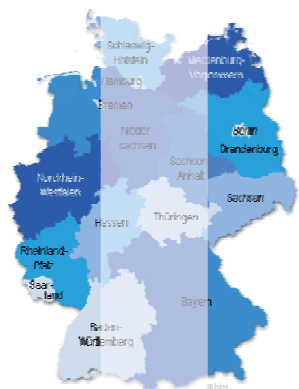 Schleswig-
Holstein
Mecklenburg-
Vorpommern
Hamburg
Bremen
Nieder
sachsen
Berlin
Brandenburg
Sachsen
Anhalt
Nordrhein-
Westfalen
Sachsen
Thüringen
Hessen
Rheinland-
Pfalz
Saar-
land
Bayern
Baden-
Württemberg